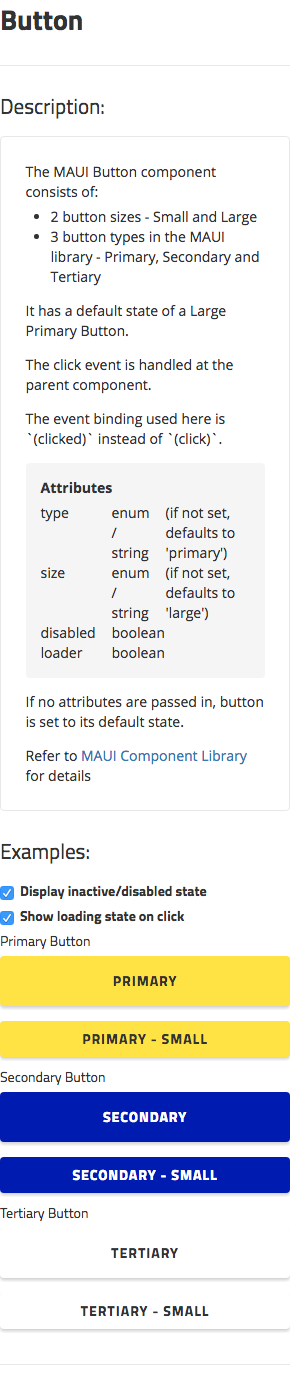 Button
Description:
The MAUI Button component
consists of:
• 2 button sizes - Small and Large
• 3 button types in the MAUI
library - Primary, Secondary and
Tertiary
It has a default state of a Large
Primary Button.
The click event is handled at the
parent component.
The event binding used here is
`(clicked)` instead of `(click)`.
Attributes
type enum (if not set,
/ defaults to
string 'primary')
size enum (if not set,
/ defaults to
string 'large')
disabled boolean
loader boolean
If no attributes are passed in, button
is set to its default state.
Refer to MAUI Component Library
for details
Examples:
Display inactive/disabled state
Show loading state on click
Primary Button
PRIMARY
PRIMARY - SMALL
Secondary Button
SECONDARY
SECONDARY - SMALL
Tertiary Button
TERTIARY
TERTIARY - SMALL